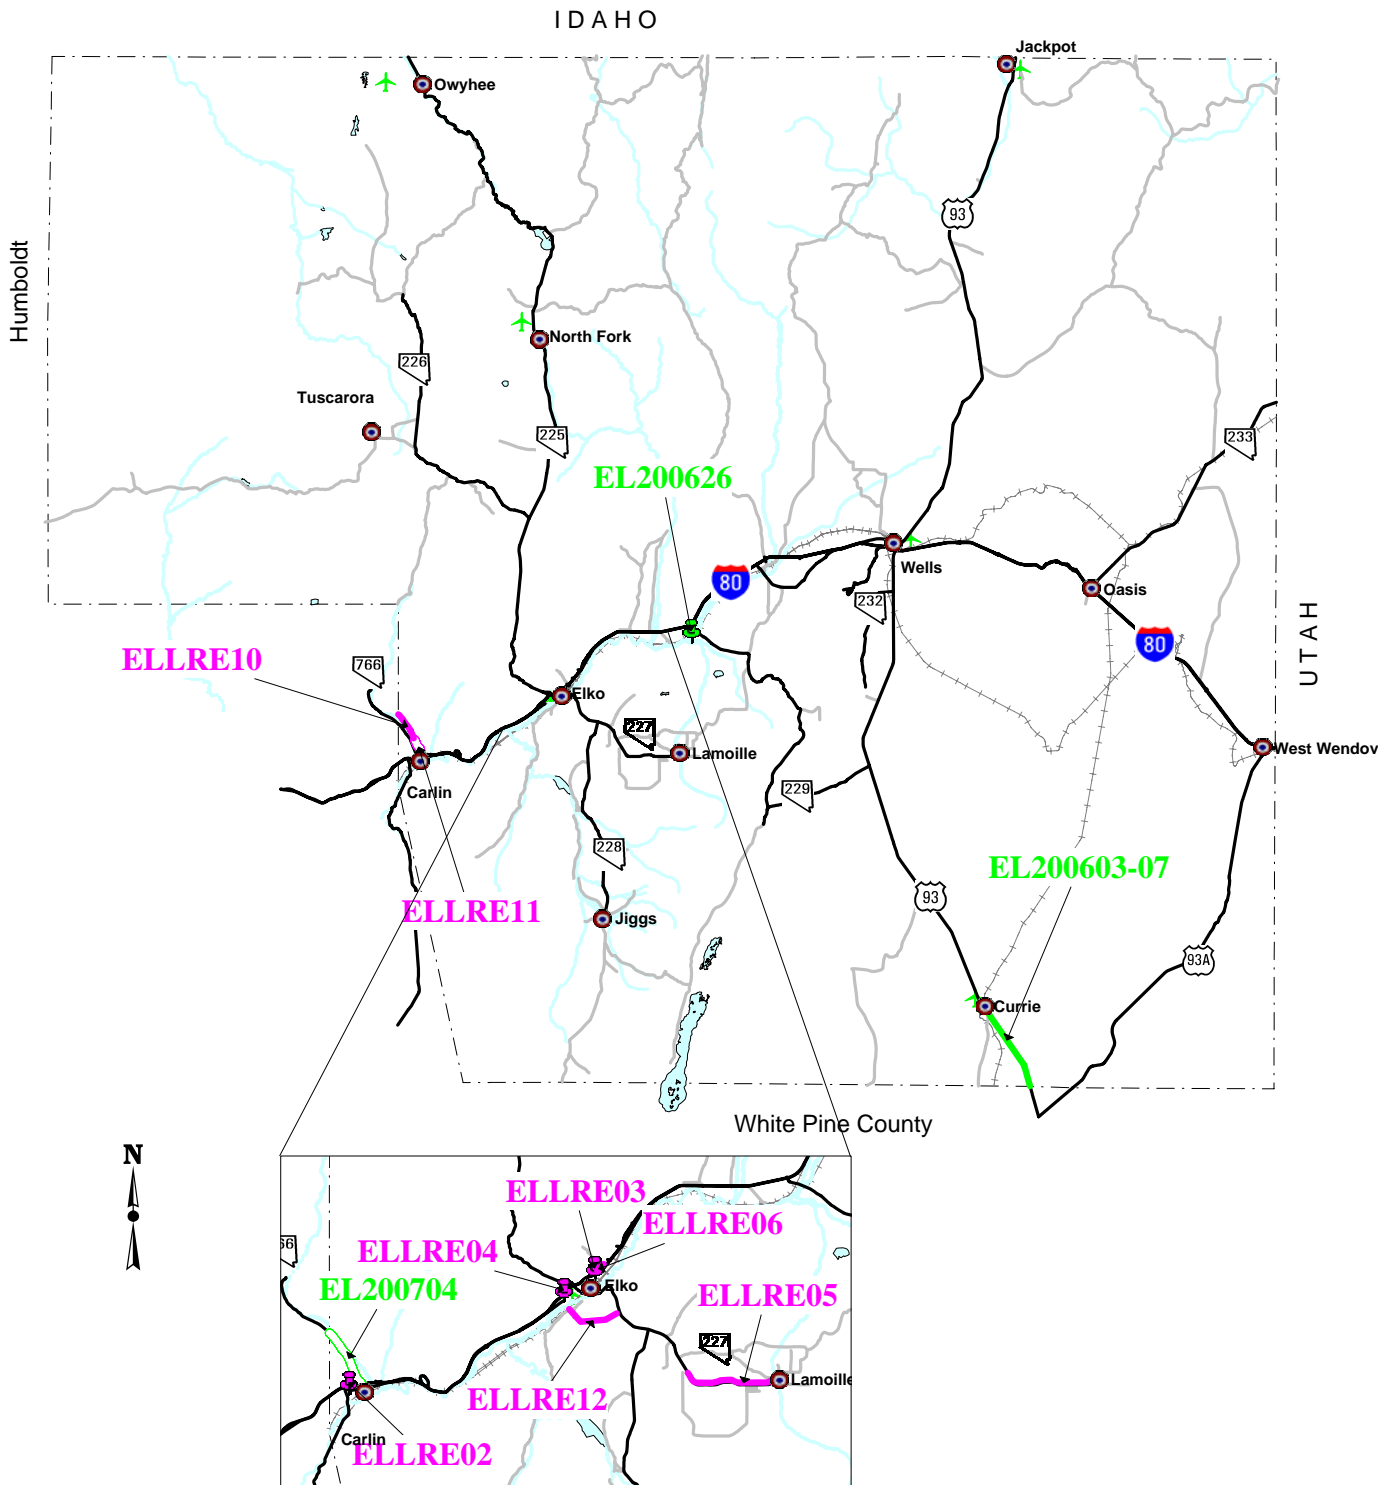 IDAHO
Jackpot
Owyhee
93
Humboldt
North Fork
226
Tuscarora
225
233
EL200626
Wells
80
Oasis
232
UTAH
80
ELLRE10
766
Elko
227
Lamoille
West Wendov
Carlin
229
228
EL200603-07
93
ELLRE11
Jiggs
93A
Currie
White Pine County
N
ELLRE03
ELLRE06
66
ELLRE04
EL200704
Elko
ELLRE05
227
Lamoille
ELLRE12
Carlin
ELLRE02